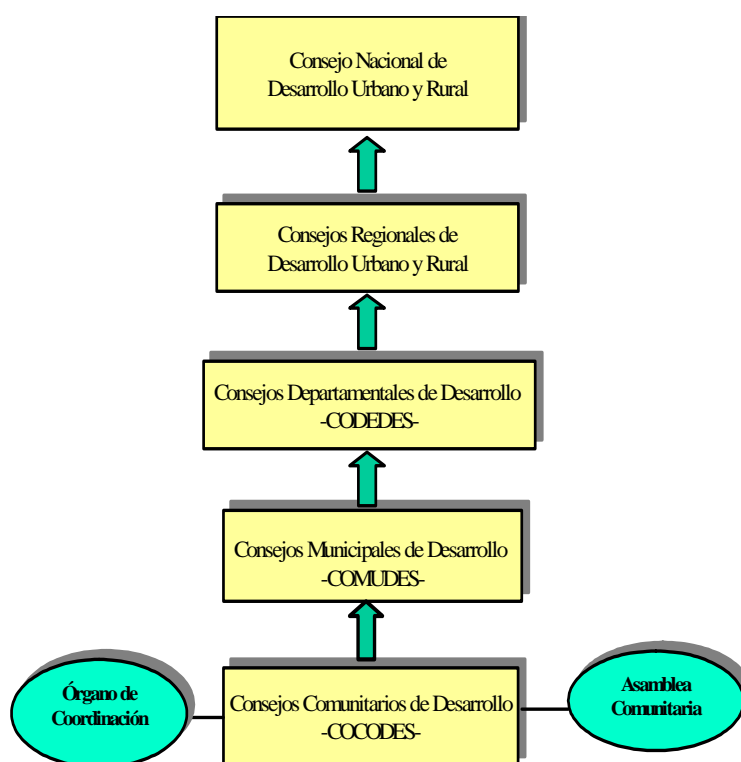 Consejo Nacional de
Desarrollo Urbano y Rural
Consejos Regionales de
Desarrollo Urbano y Rural
Consejos Departamentales de Desarrollo
-CODEDES-
Consejos Municipales de Desarrollo
-COMUDES-
Órgano de
Coordinación
Consejos Comunitarios de Desarrollo
-COCODES-
Asamblea
Comunitaria